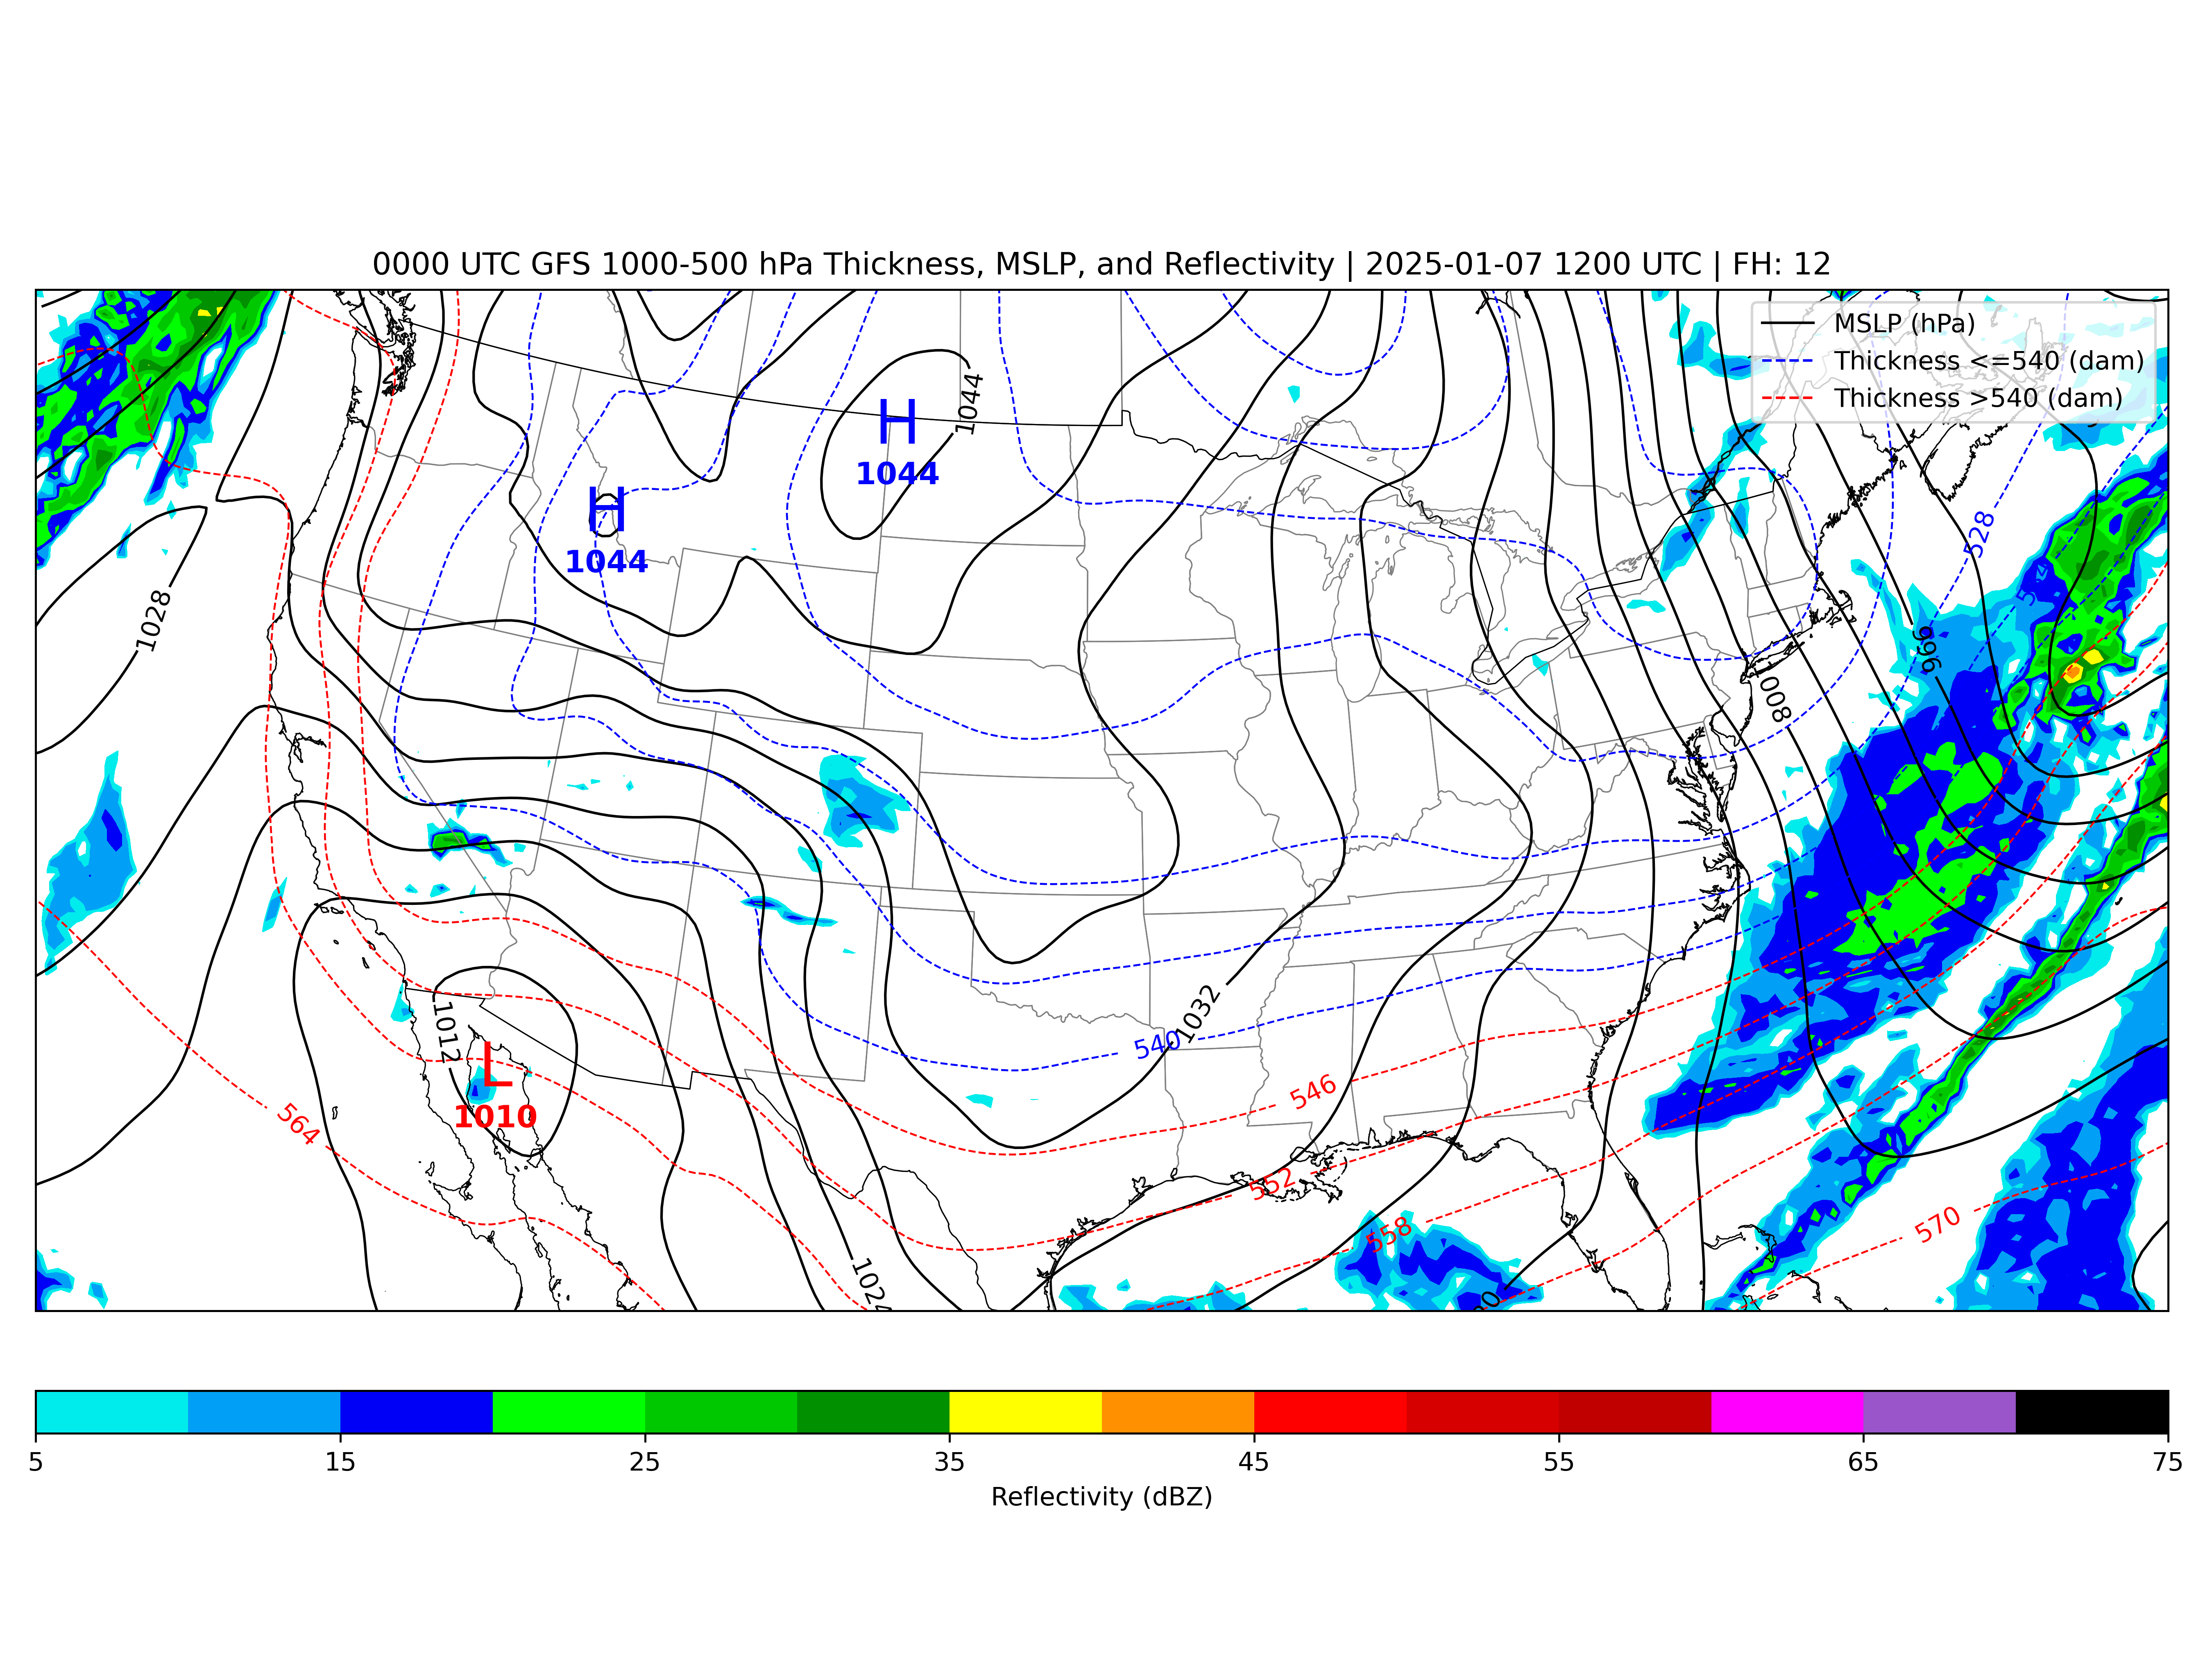 0000 UTC GFS 1000-500 hPa Thickness, MSLP, and Reflectivity | 2025-01-07 1200 UTC | FH: 12
MSLP (hPa)
Thickness <=540 (dam)
Thickness >540 (dam)
1044
H
1044
H
1044
528
1028
996
1008
1032
1012
540
L
1010
546
564
552
558
570
1024
5 15 25 35 45 55 65 75
Reflectivity (dBZ)